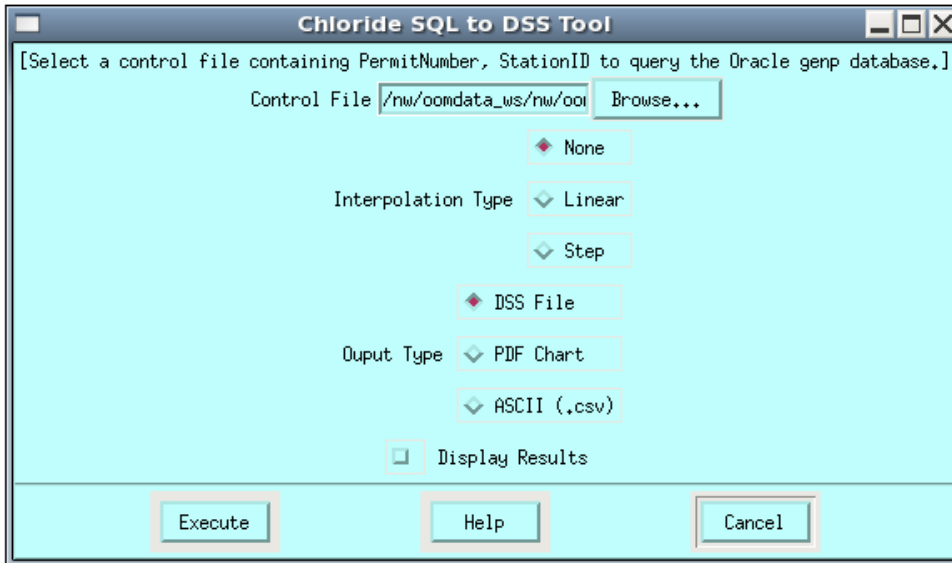 Chloride SQL to DSS Tool
[Select a control file containing PermitNumber, StationID to query the Oracle genp database.]
Control File /nw/oomdata_ws/nw/oo Browse...
None
Interpolation Type Linear
Step
DSS File
Ouput Type PDF Chart
ASCII (.csv)
Display Results
Execute Help Cancel